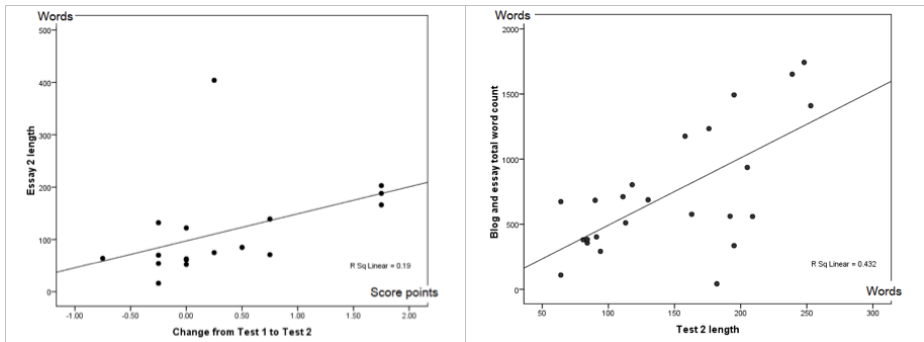 Words
500
400
300
200
100
0
Essay 2 length
R Sq Linear = 0.19
Score points
-1.00
-0.50
0.00
0.50
1.00
1.50
2.00
Change from Test 1 to Test 2
Words
2000
1500
1000
500
0
Blog and essay total word count
R Sq Linear = 0.432
Words
50
100
150
200
250
300
Test 2 length